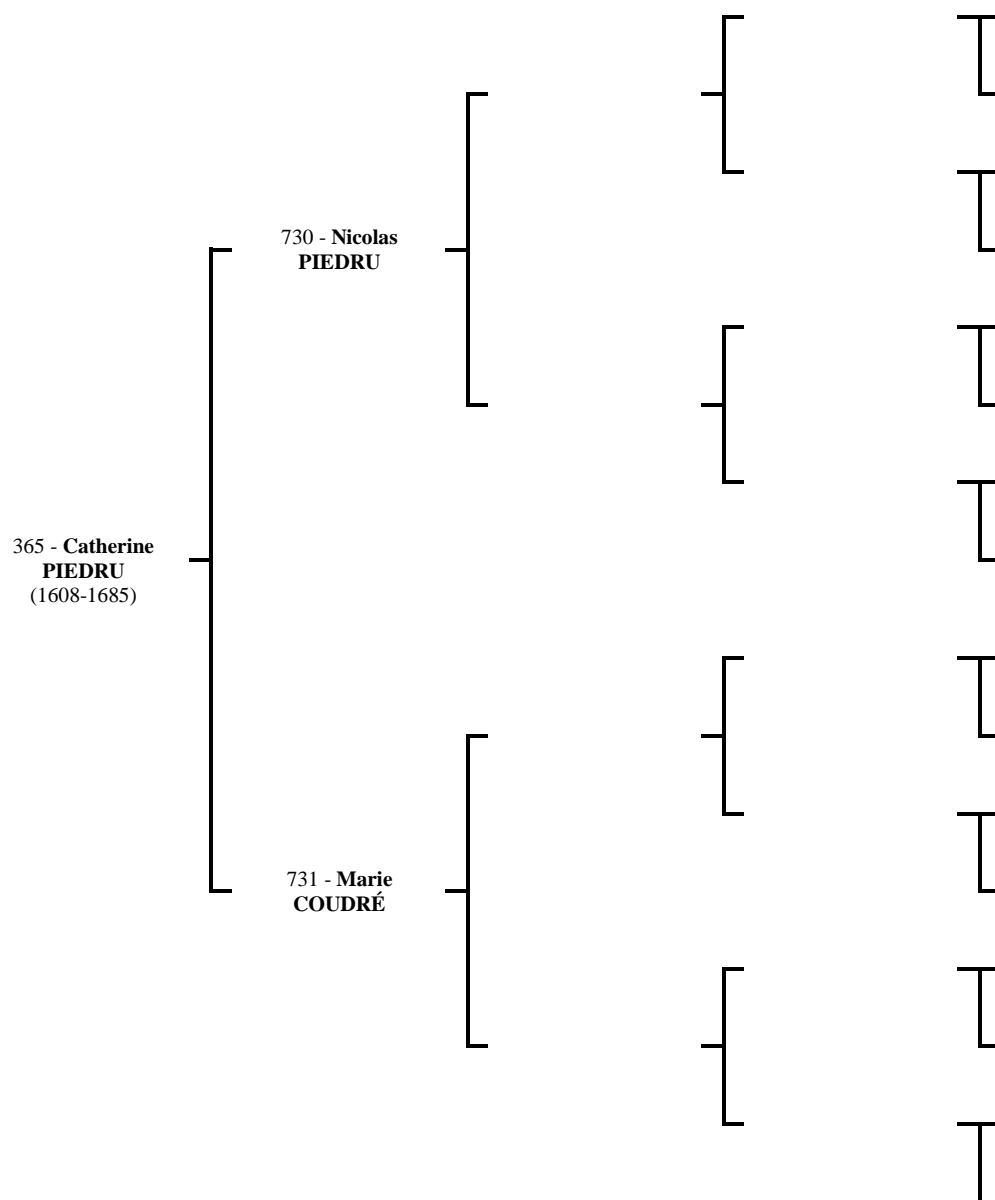 730 - Nicolas
PIEDRU
365 - Catherine
PIEDRU
(1608-1685)
731 - Marie
COUDRÉ